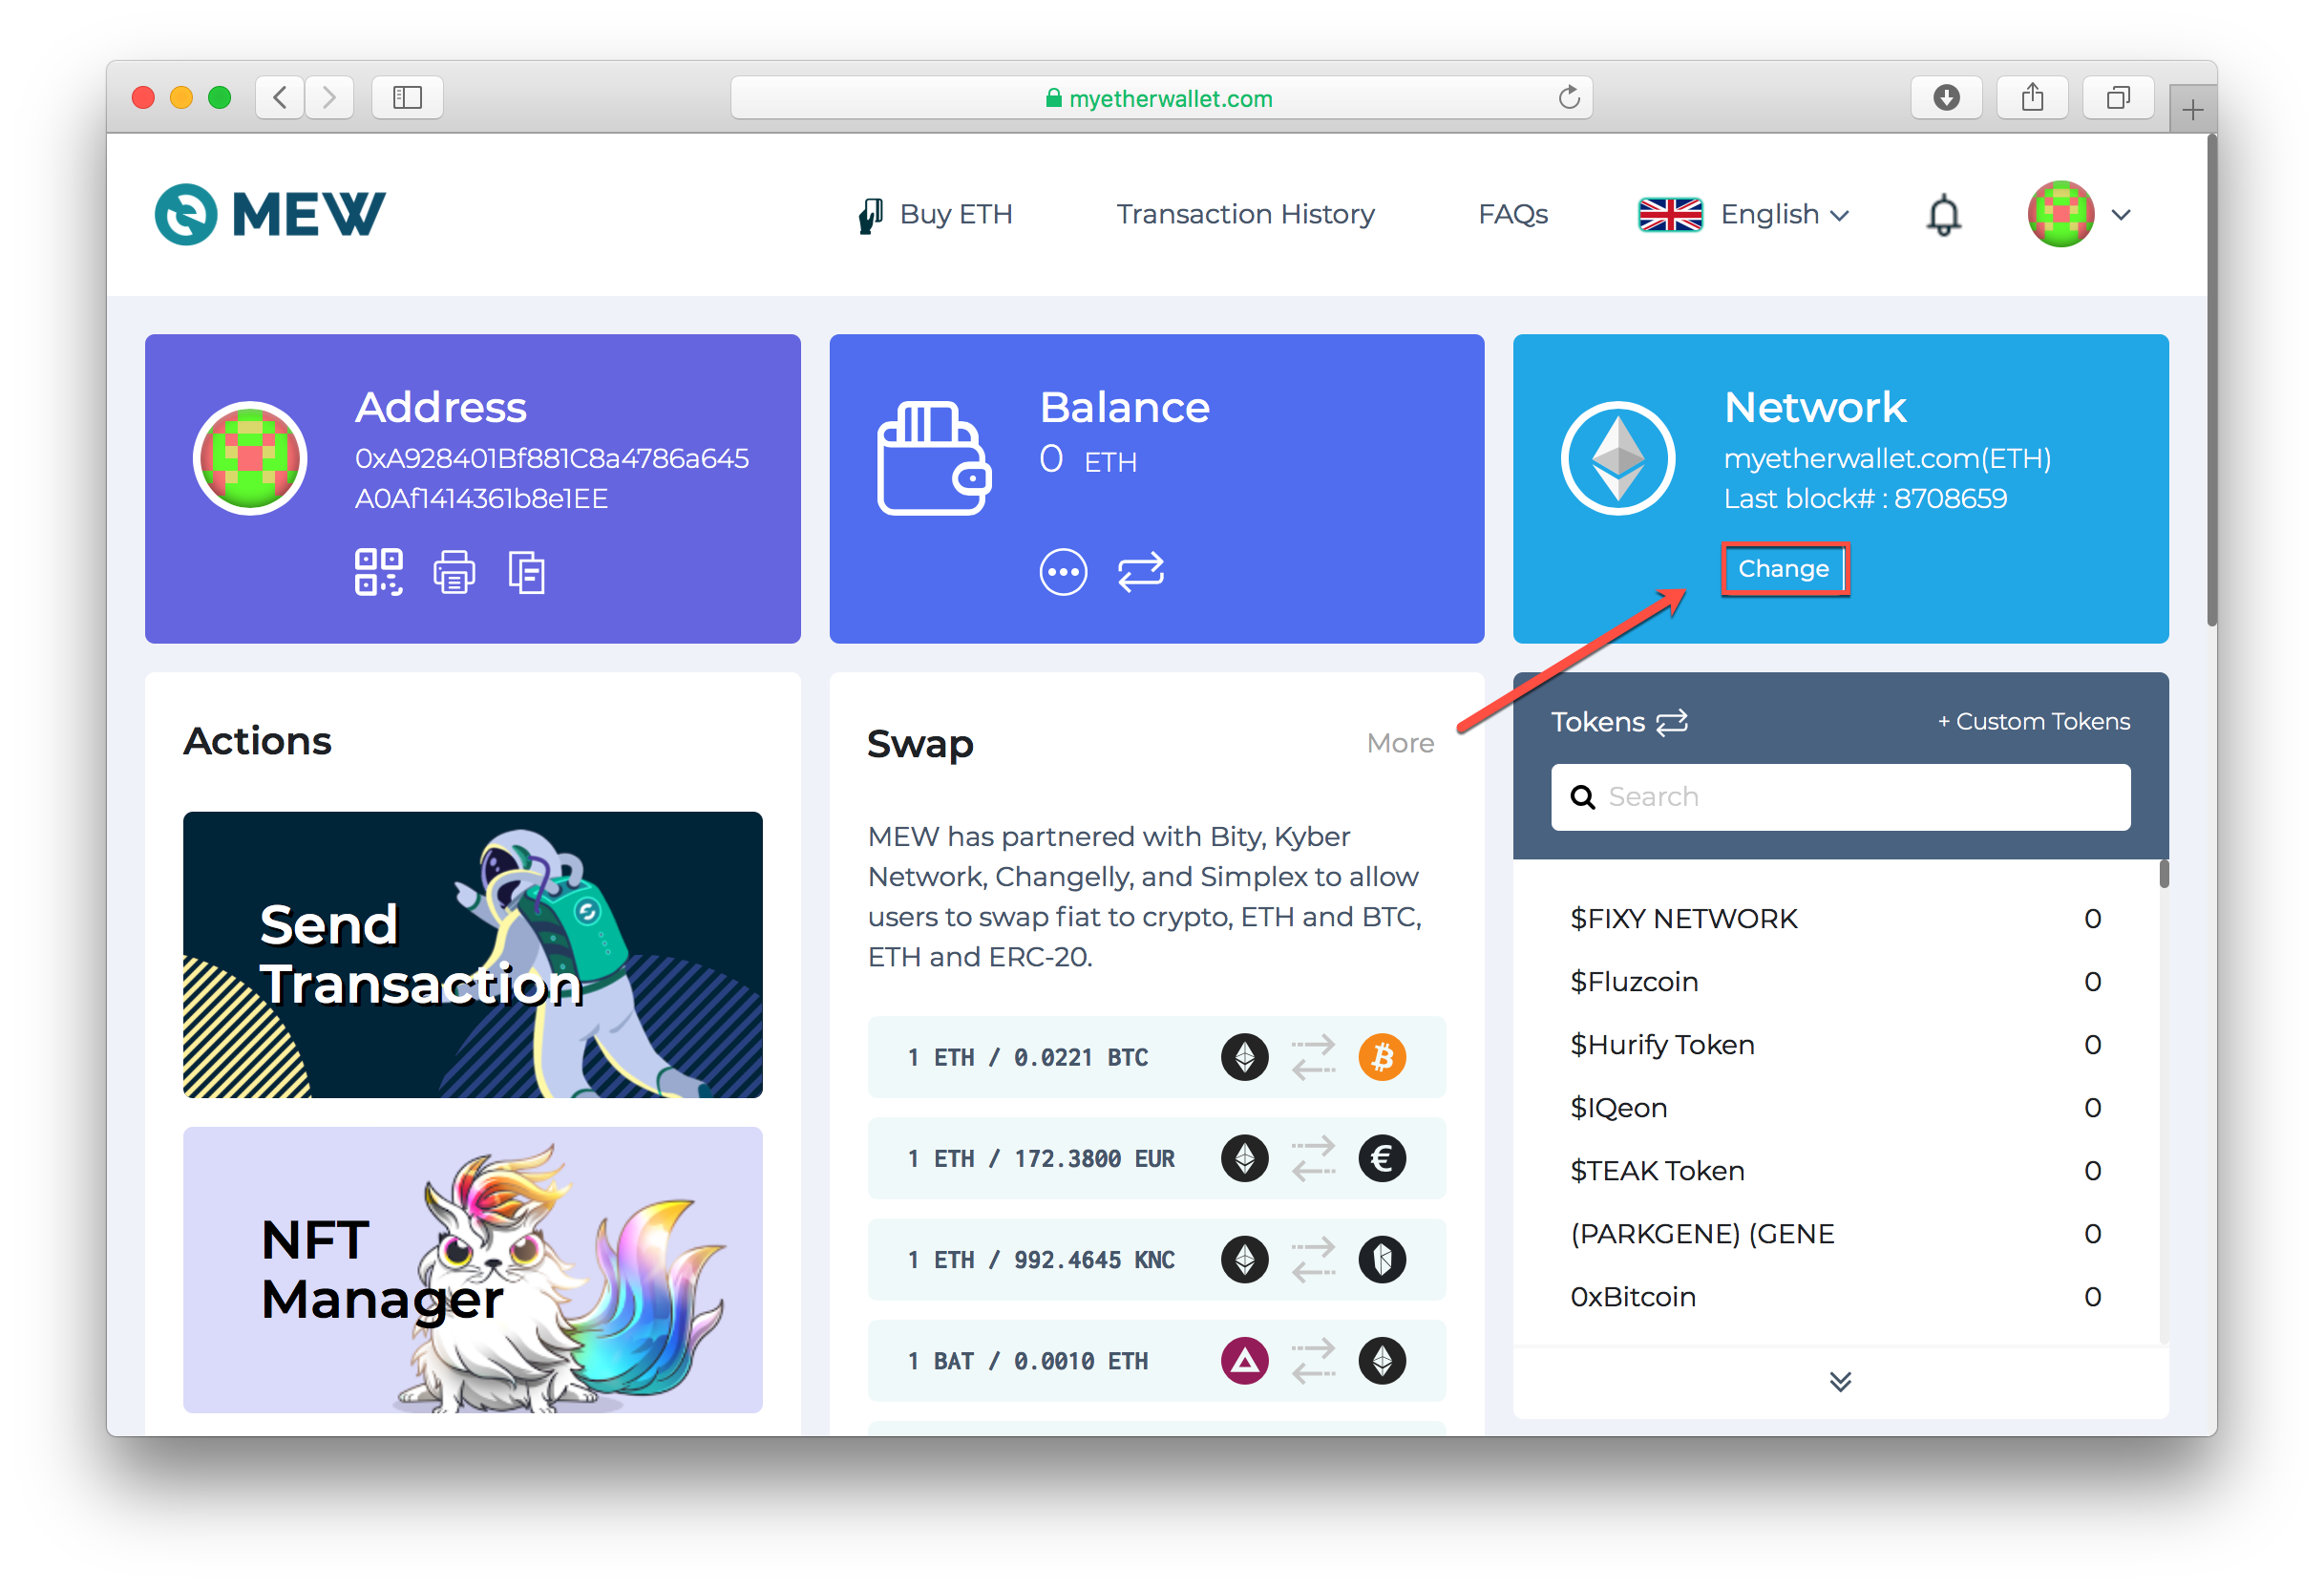 myetherwallet.com
MEW
Buy ETH
Transaction History
FAQs
English
Address
0xA928401Bf881C8a4786a645
A0Af1414361b8e1EE
Balance
0 ETH
Network
myetherwallet.com(ETH)
Last block# : 8708659
Change
Actions
Send
Transaction
NFT
Manager
Swap
More
MEW has partnered with Bity, Kyber
Network, Changelly, and Simplex to allow
users to swap fiat to crypto, ETH and BTC,
ETH and ERC-20.
1 ETH / 0.0221 BTC
1 ETH / 172.3800 EUR
1 ETH / 992.4645 KNC
1 BAT / 0.0010 ETH
Tokens
+ Custom Tokens
Search
$FIXY NETWORK 0
$Fluzcoin 0
$Hurify Token 0
$IQeon 0
$TEAK Token 0
(PARKGENE) (GENE 0
0xBitcoin 0